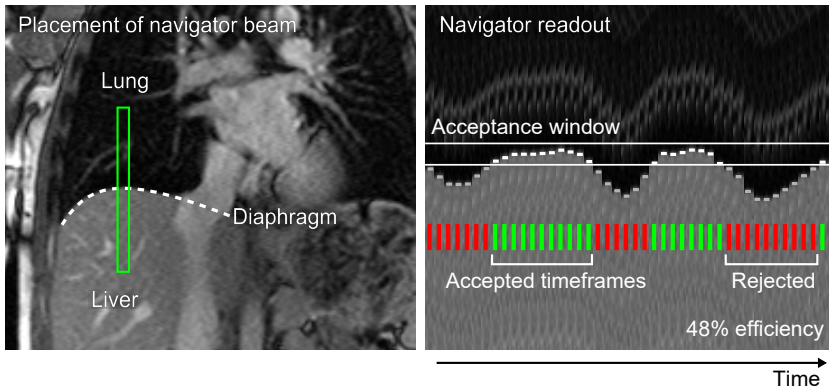 Placement of navigator beam
Lung
Diaphragm
Liver
Navigator readout
Acceptance window
Accepted timeframes
Rejected
48% efficiency
Time